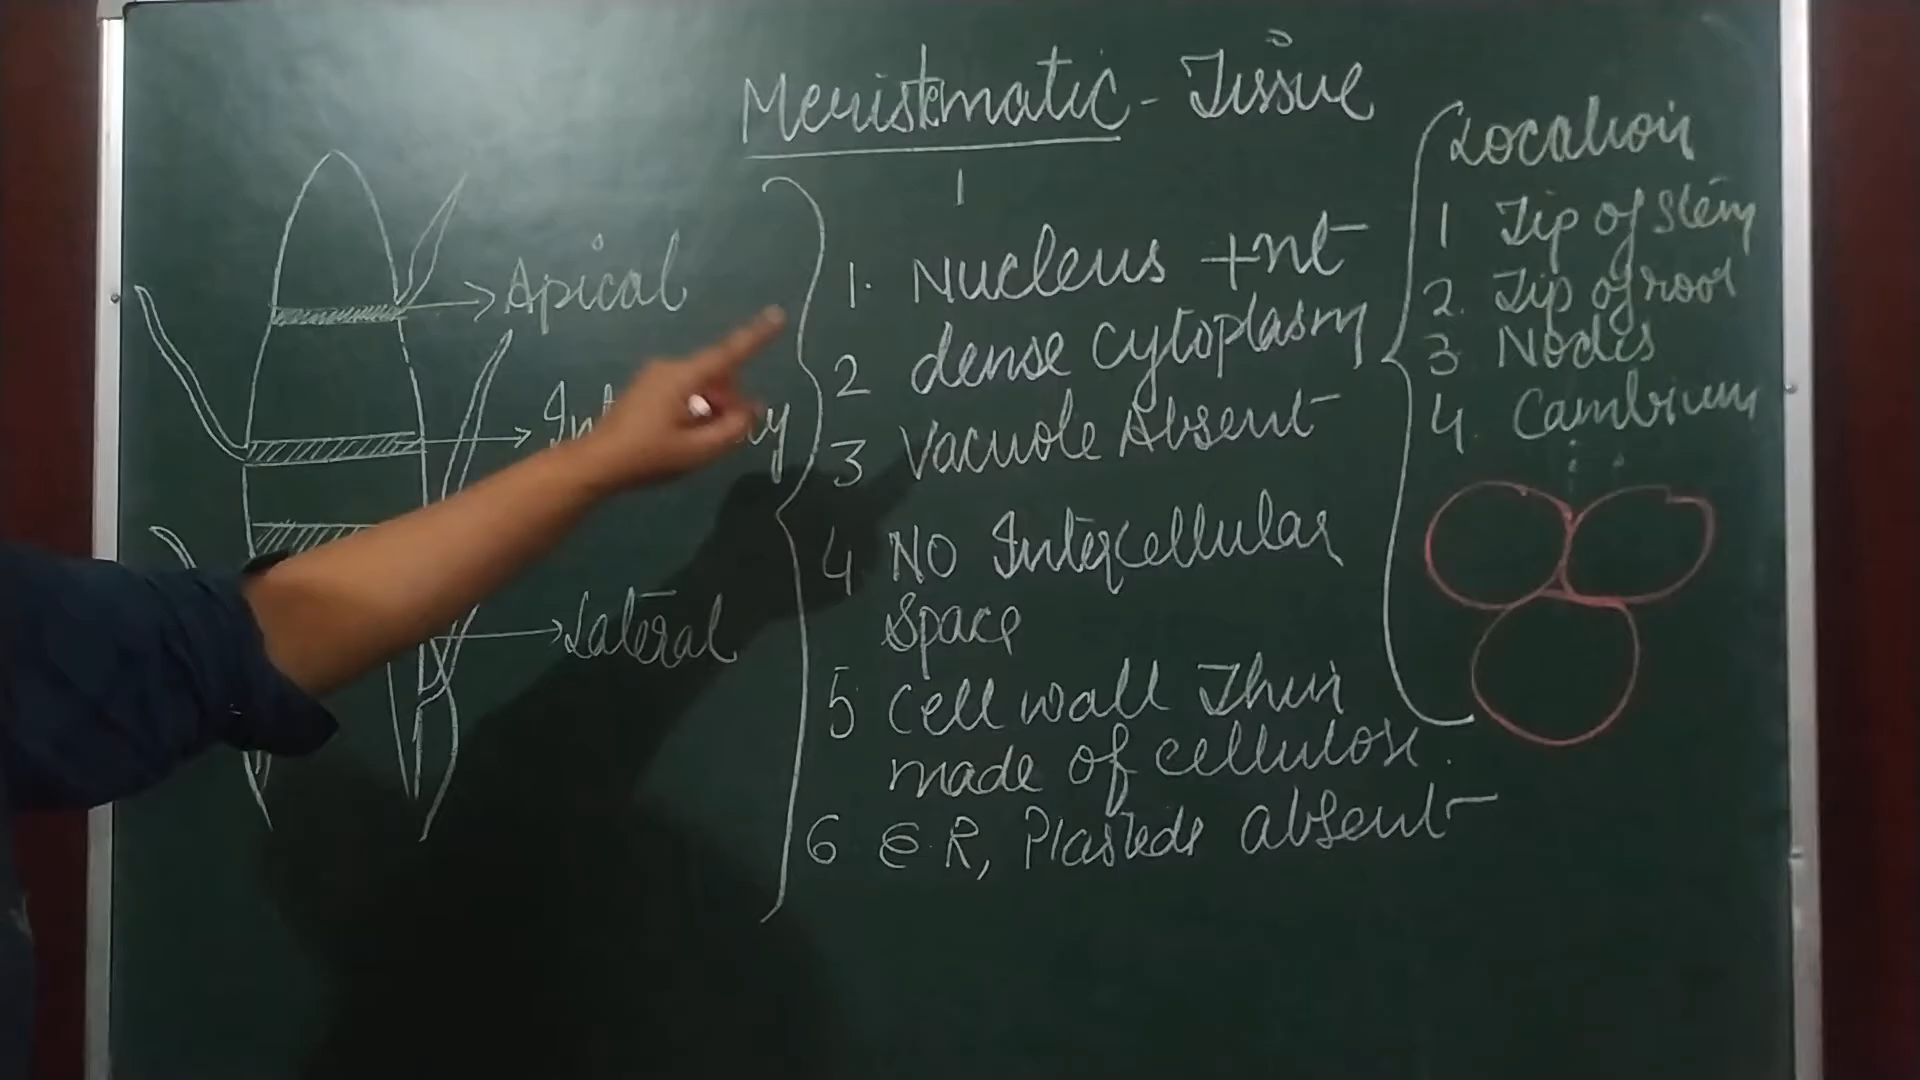 Meristematic - Tissue
Apical
Lateral
1. Nucleus +nt
2 dense Cytoplasm
3 Vacuole Absent
4 NO Intercellular
Space
5 Cell wall Thin
made of cellulose.
6 E.R, Plastids absent
Location
1 Tip of stem
2. Tip of root
3 Nodes
4. Cambium